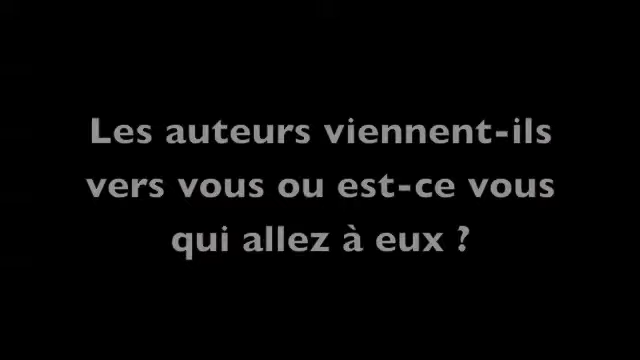 Les auteurs viennent-ils
vers vous ou est-ce vous
qui allez à eux ?